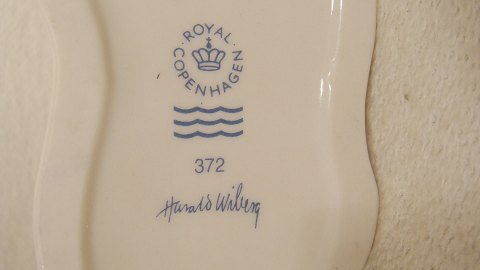 ROYAL
COPENHAGEN
372
Harald Wiberg